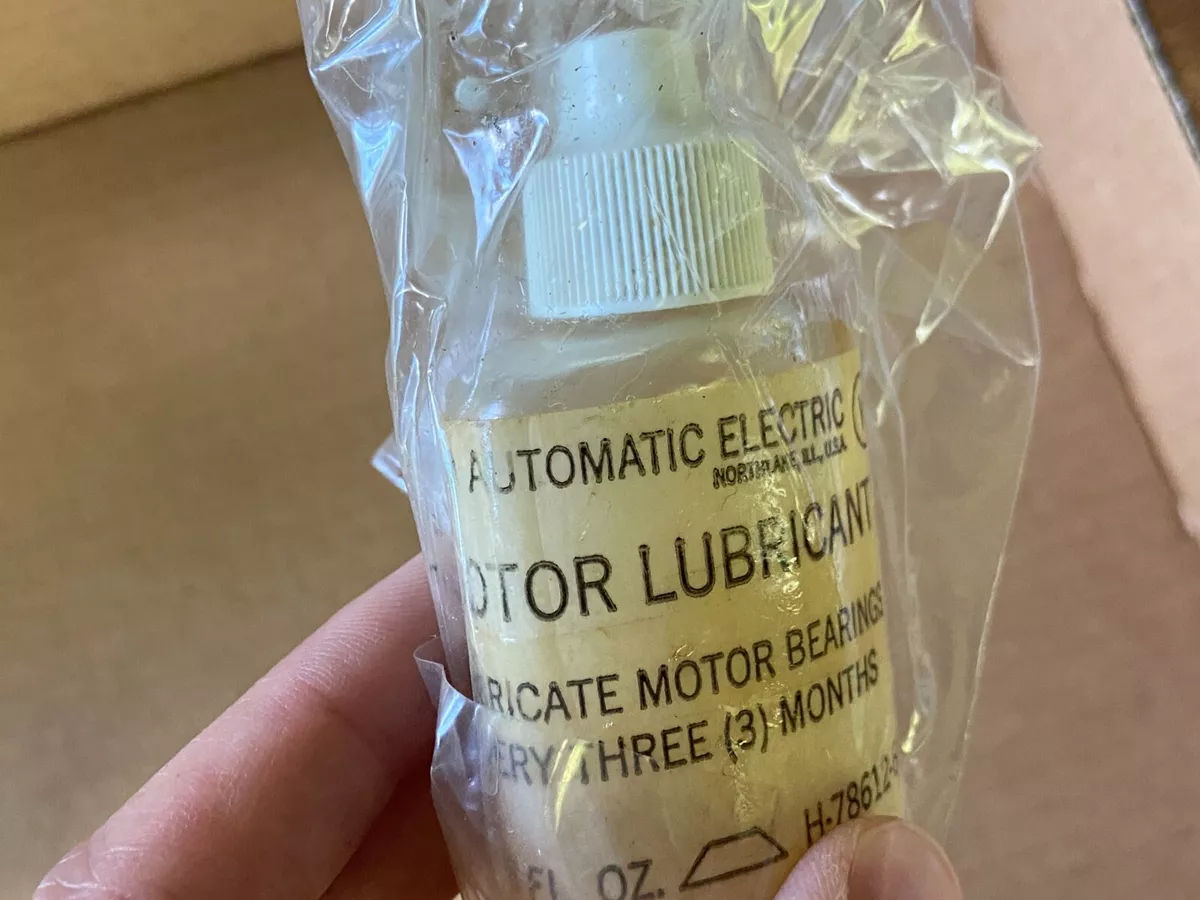 AUTOMATIC ELECTRIC
NORTHLAKE, ILL., U.S.A.
OTOR LUBRICANT
RICATE MOTOR BEARINGS
ERY THREE (3) MONTHS
H-78612-
FL. OZ.